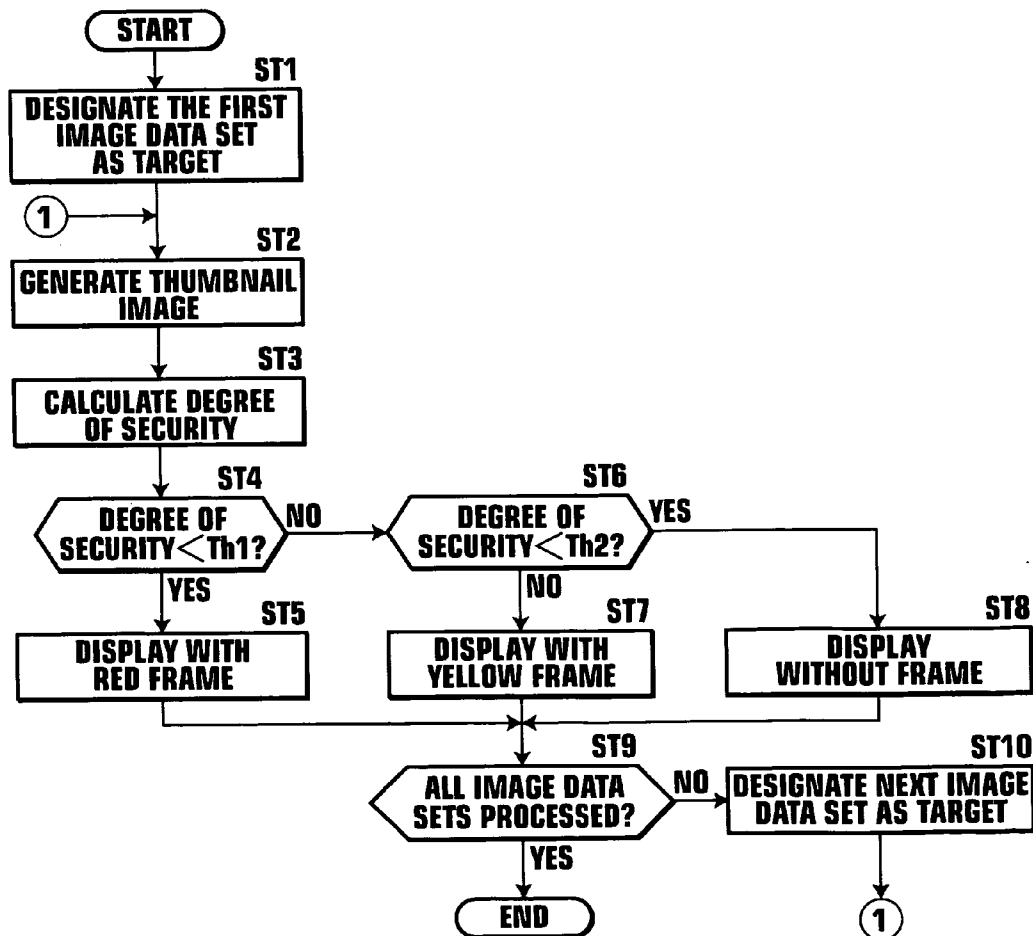 START
ST1
DESIGNATE THE FIRST
IMAGE DATA SET
AS TARGET
1
ST2
GENERATE THUMBNAIL
IMAGE
ST3
CALCULATE DEGREE
OF SECURITY
ST4
DEGREE OF
SECURITY<Th1?
NO
YES
ST6
DEGREE OF
SECURITY<Th2?
YES
NO
ST5
DISPLAY WITH
RED FRAME
ST7
DISPLAY WITH
YELLOW FRAME
ST8
DISPLAY
WITHOUT FRAME
ST9
ALL IMAGE DATA
SETS PROCESSED?
NO
YES
ST10
DESIGNATE NEXT IMAGE
DATA SET AS TARGET
END
1